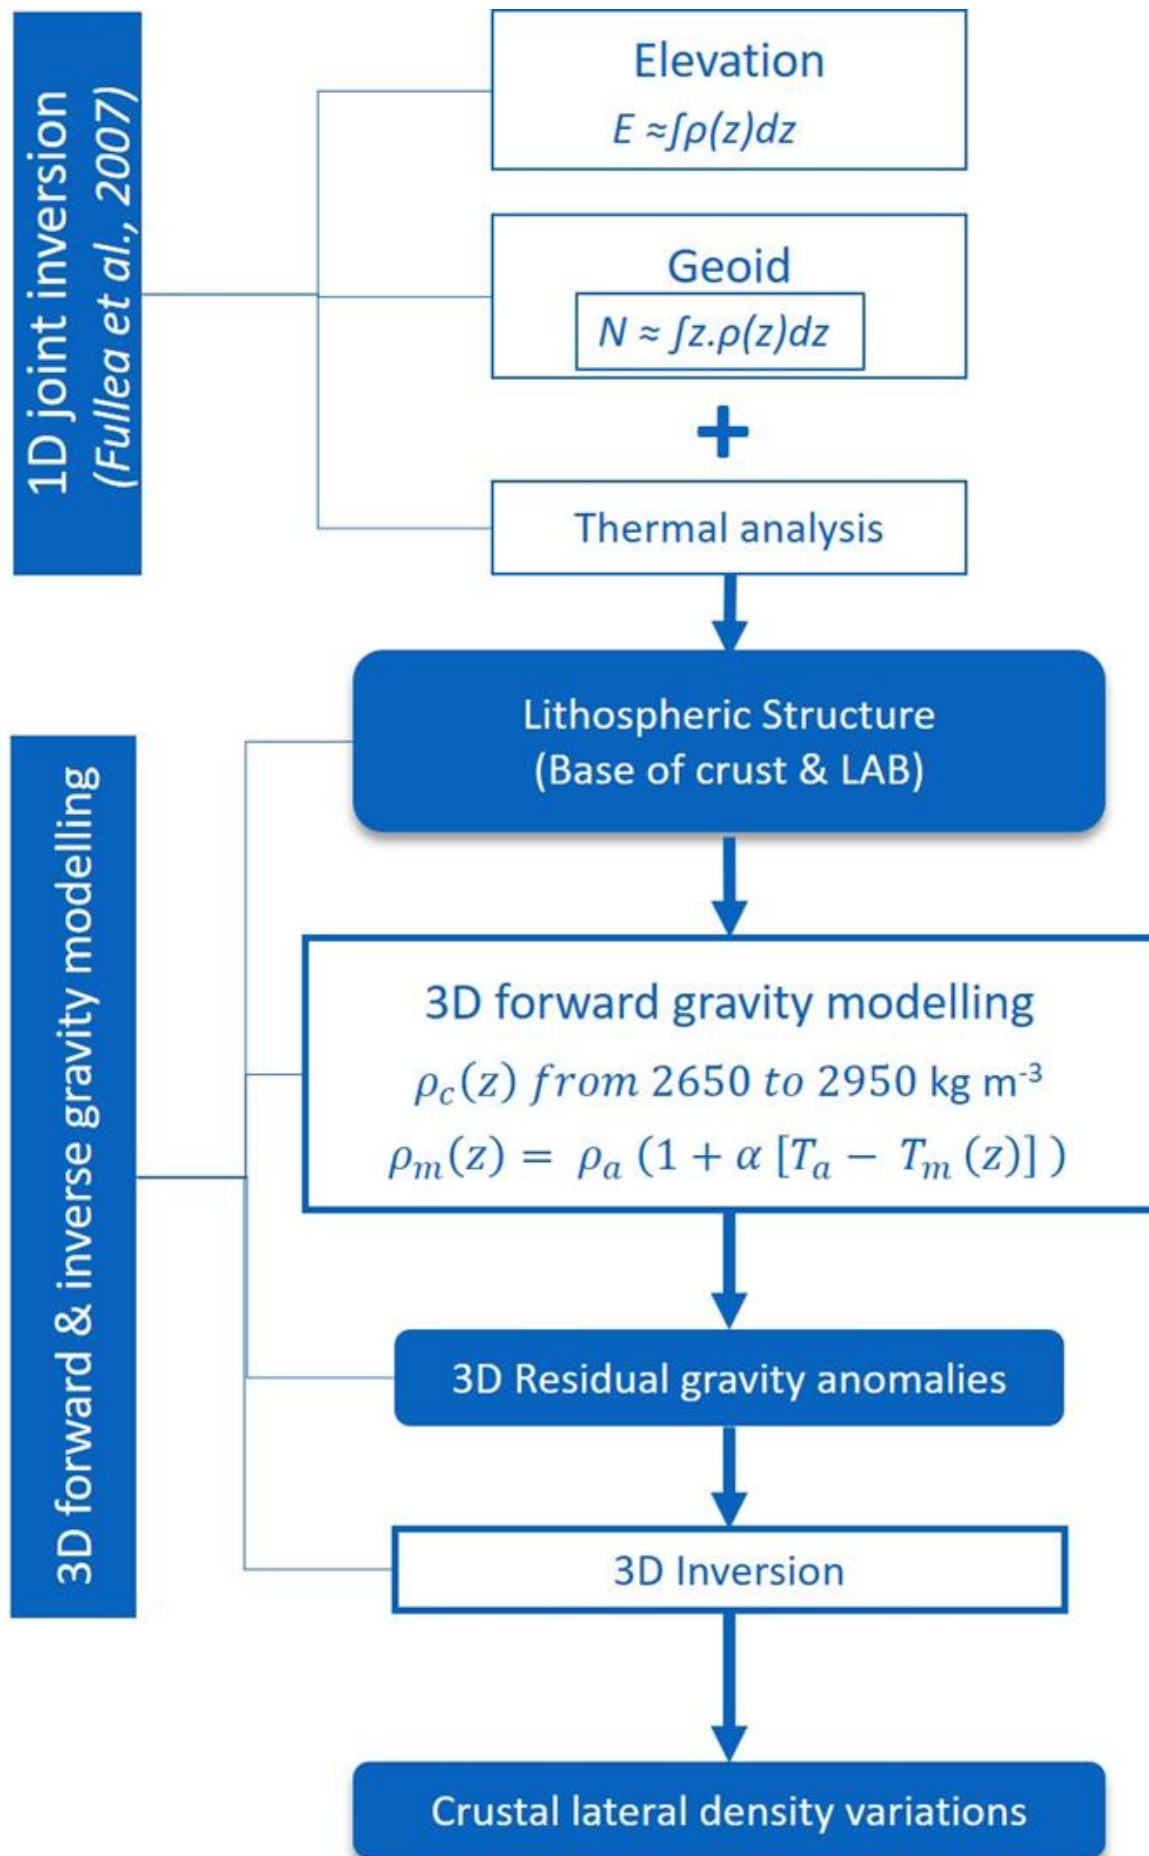 1D joint inversion
(Fullea et al., 2007)
Elevation
E ≈∫ρ(z)dz
Geoid
N ≈ ∫z.ρ(z)dz
+
Thermal analysis
Lithospheric Structure
(Base of crust & LAB)
3D forward & inverse gravity modelling
3D forward gravity modelling
ρc(z) from 2650 to 2950 kg m⁻³
ρm(z) = ρa (1 + α [Ta − Tm (z)] )
3D Residual gravity anomalies
3D Inversion
Crustal lateral density variations